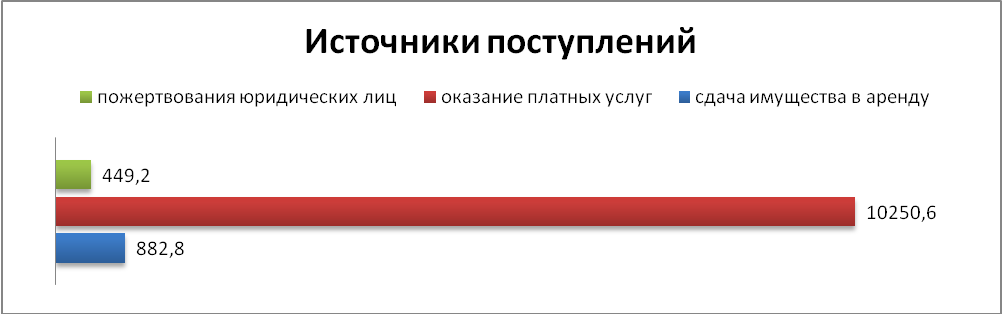 Источники поступлений
пожертвования юридических лиц оказание платных услуг сдача имущества в аренду
449,2
10250,6
882,8